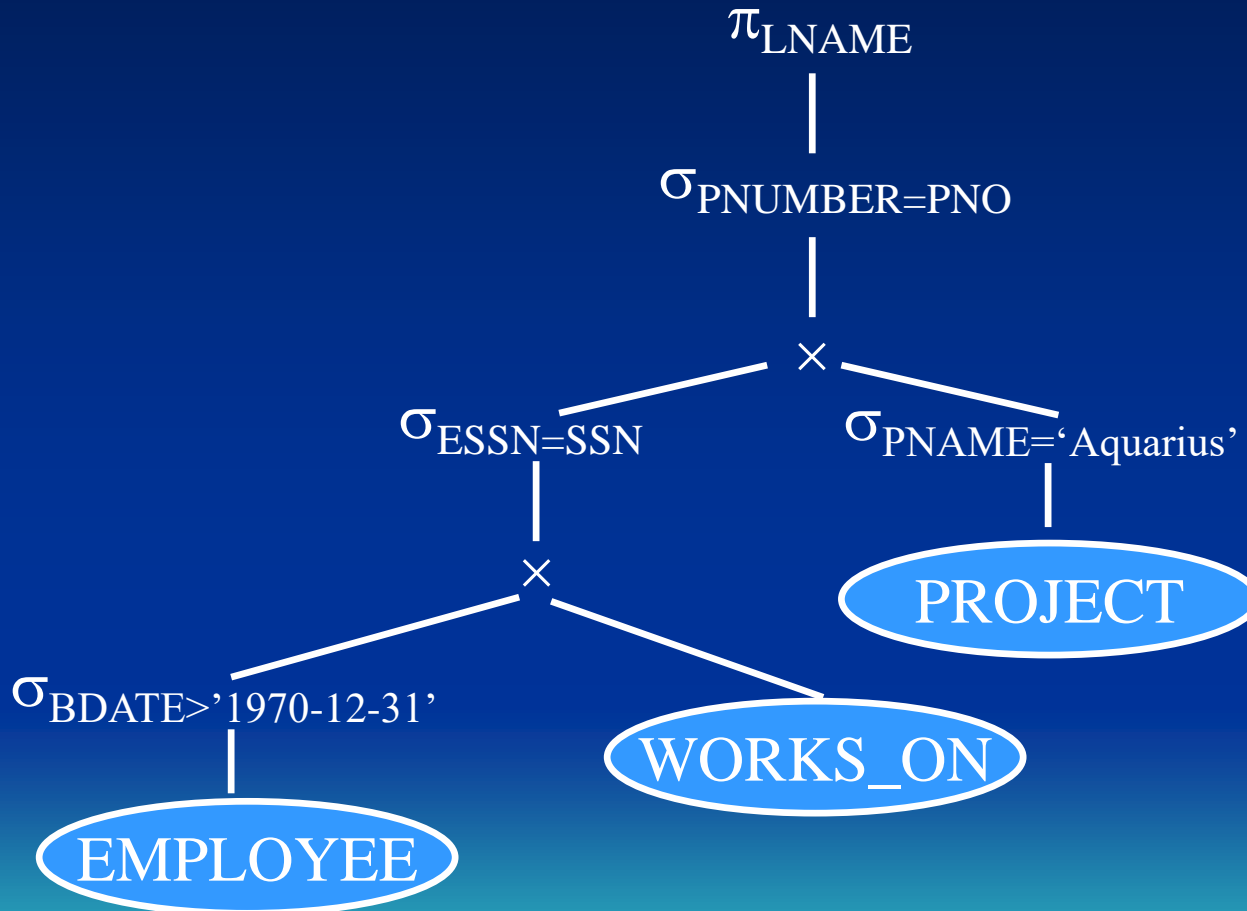 πLNAME
σPNUMBER=PNO
×
σESSN=SSN
σPNAME=‘Aquarius’
×
PROJECT
σBDATE>’1970-12-31’
WORKS_ON
EMPLOYEE